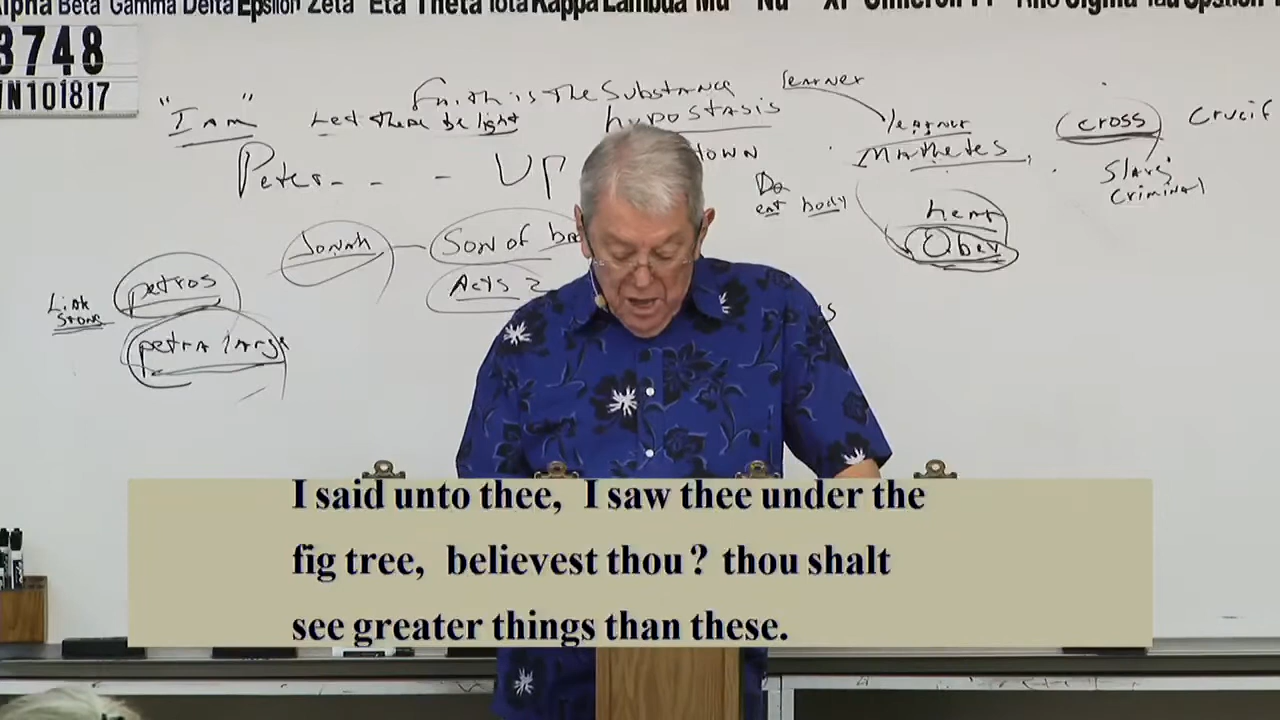 Alpha Beta Gamma Delta Epsilon Zeta Eta Theta Iota Kappa Lambda Mu Nu Xi Omicron Pi Rho Sigma Tau Upsilon
3748
N101817
"I am"
Let there be light
Faith is The Substance
hypostasis
learner
learner
Mathetes
cross
Crucif
Slave
criminal
Peter - - - UP
DOWN
Do
eat body
hear
Obey
Jonah
Son of
Acts 2
petros
Little
Stone
petra large
I said unto thee, I saw thee under the
fig tree, believest thou? thou shalt
see greater things than these.